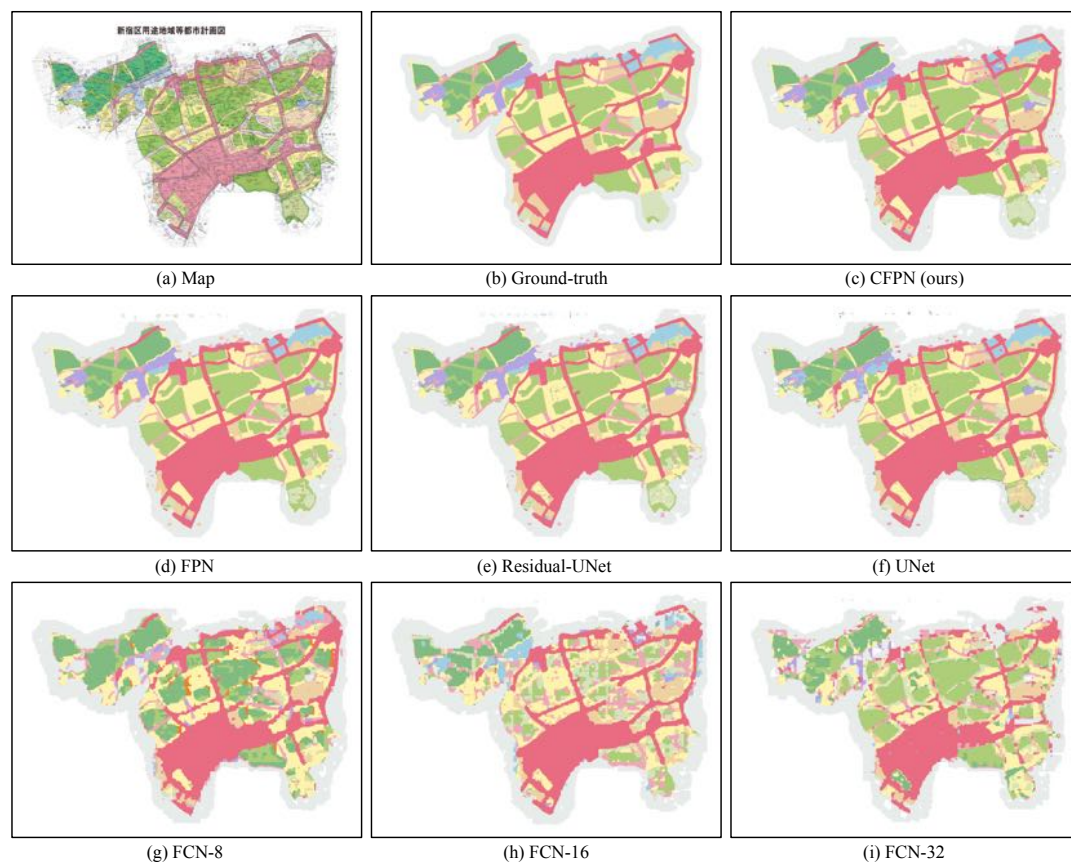 新宿区用途地域等都市計画図
(a) Map
(b) Ground-truth
(c) CFPN (ours)
(d) FPN
(e) Residual-UNet
(f) UNet
(g) FCN-8
(h) FCN-16
(i) FCN-32